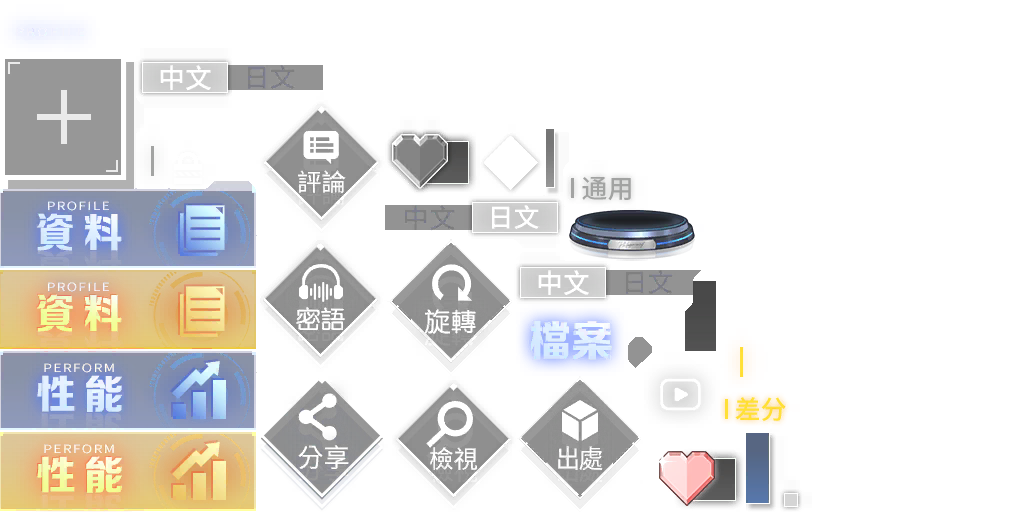 中文 日文
評論
通用
中文 日文
PROFILE
資料
密語
旋轉
中文 日文
PROFILE
資料
檔案
PERFORM
性能
差分
分享
檢視
出處
PERFORM
性能